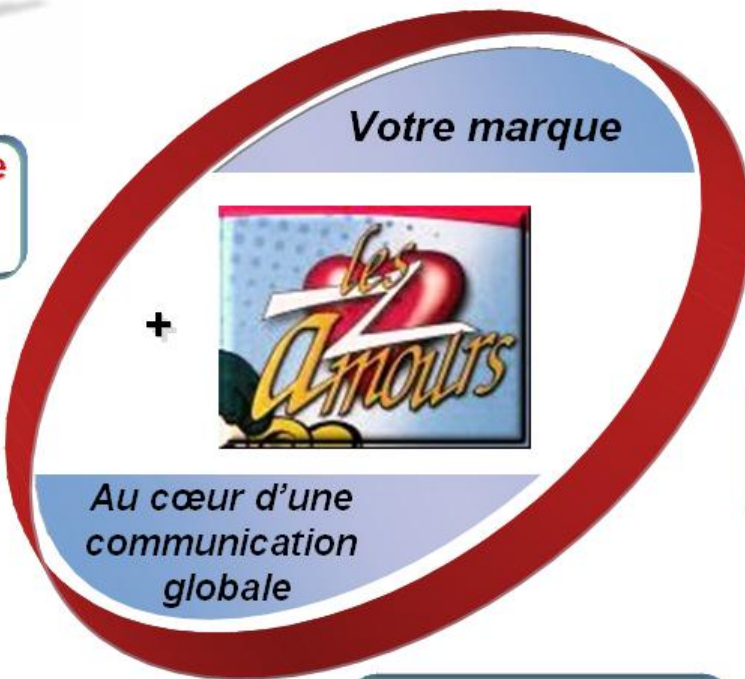 Votre marque
e
+
les
Z
amours
Au cœur d’une
communication
globale